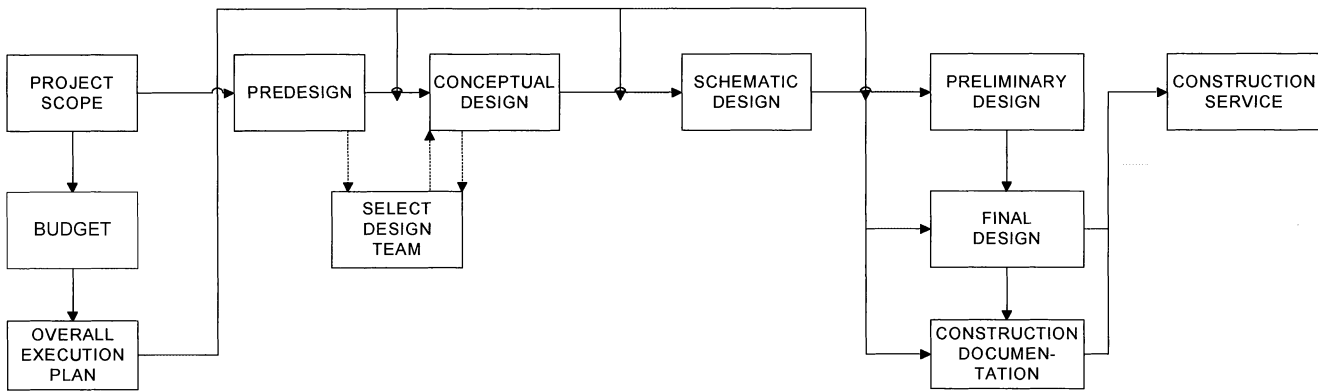 PROJECT
SCOPE
PREDESIGN
CONCEPTUAL
DESIGN
SCHEMATIC
DESIGN
PRELIMINARY
DESIGN
CONSTRUCTION
SERVICE
BUDGET
SELECT
DESIGN
TEAM
FINAL
DESIGN
OVERALL
EXECUTION
PLAN
CONSTRUCTION
DOCUMEN-
TATION